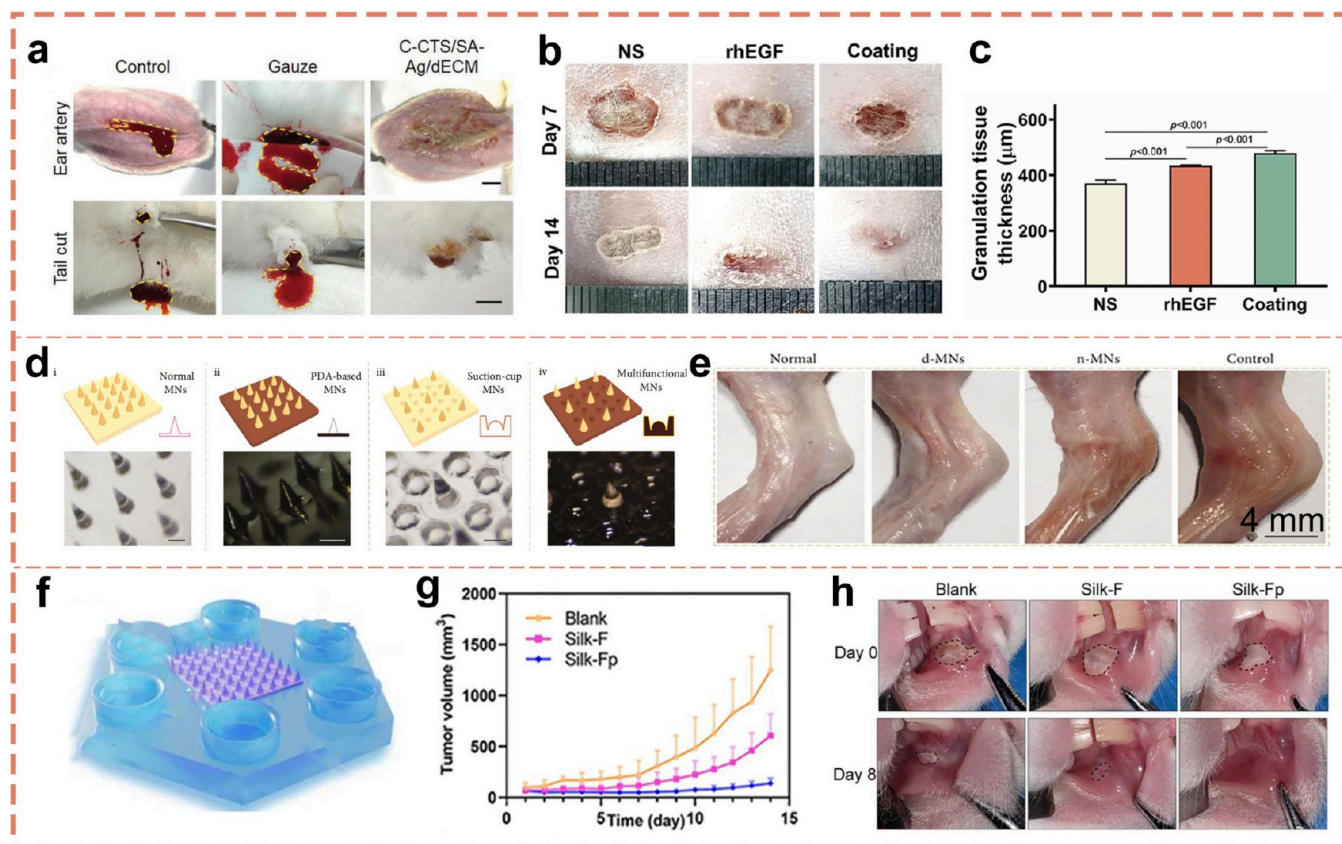 a
Control
Gauze
C-CTS/SA-
Ag/dECM
Ear artery
Tail cut
b
NS
rhEGF
Coating
Day 7
Day 14
c
Granulation tissue
thickness (μm)
600
400
200
0
p<0.001
p<0.001
p<0.001
NS
rhEGF
Coating
d
i
Normal
MNs
ii
PDA-based
MNs
iii
Suction-cup
MNs
iv
Multifunctional
MNs
e
Normal
d-MNs
n-MNs
Control
4 mm
f
g
Tumor volume (mm³)
2000
1500
1000
500
0
Blank
Silk-F
Silk-Fp
0
5
10
15
Time (day)
h
Blank
Silk-F
Silk-Fp
Day 0
Day 8